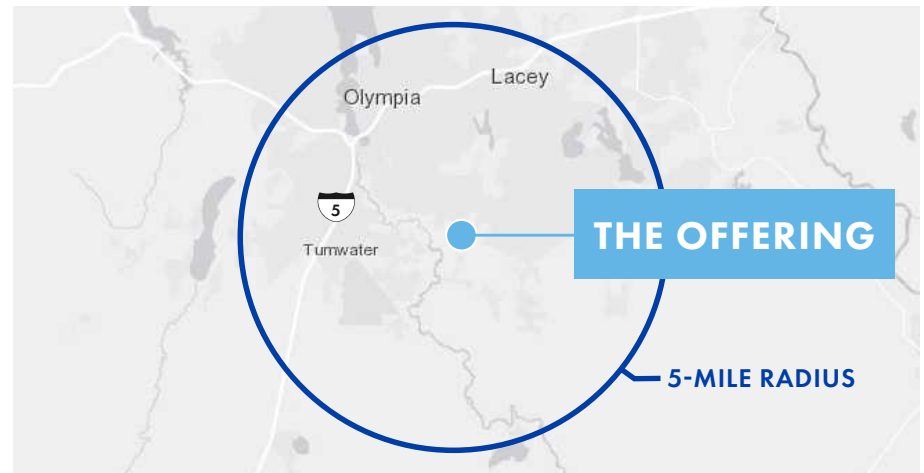 Lacey
Olympia
5
THE OFFERING
Tumwater
5-MILE RADIUS